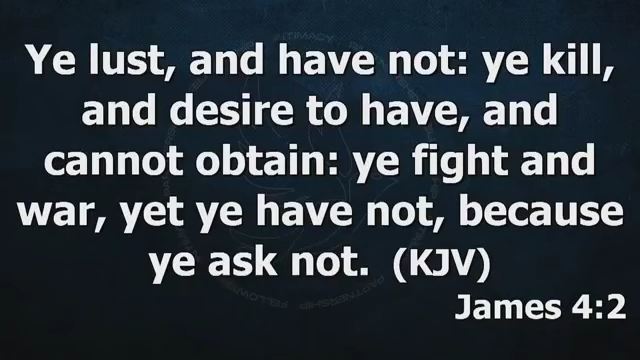 Ye lust, and have not: ye kill,
and desire to have, and
cannot obtain: ye fight and
war, yet ye have not, because
ye ask not. (KJV)
James 4:2